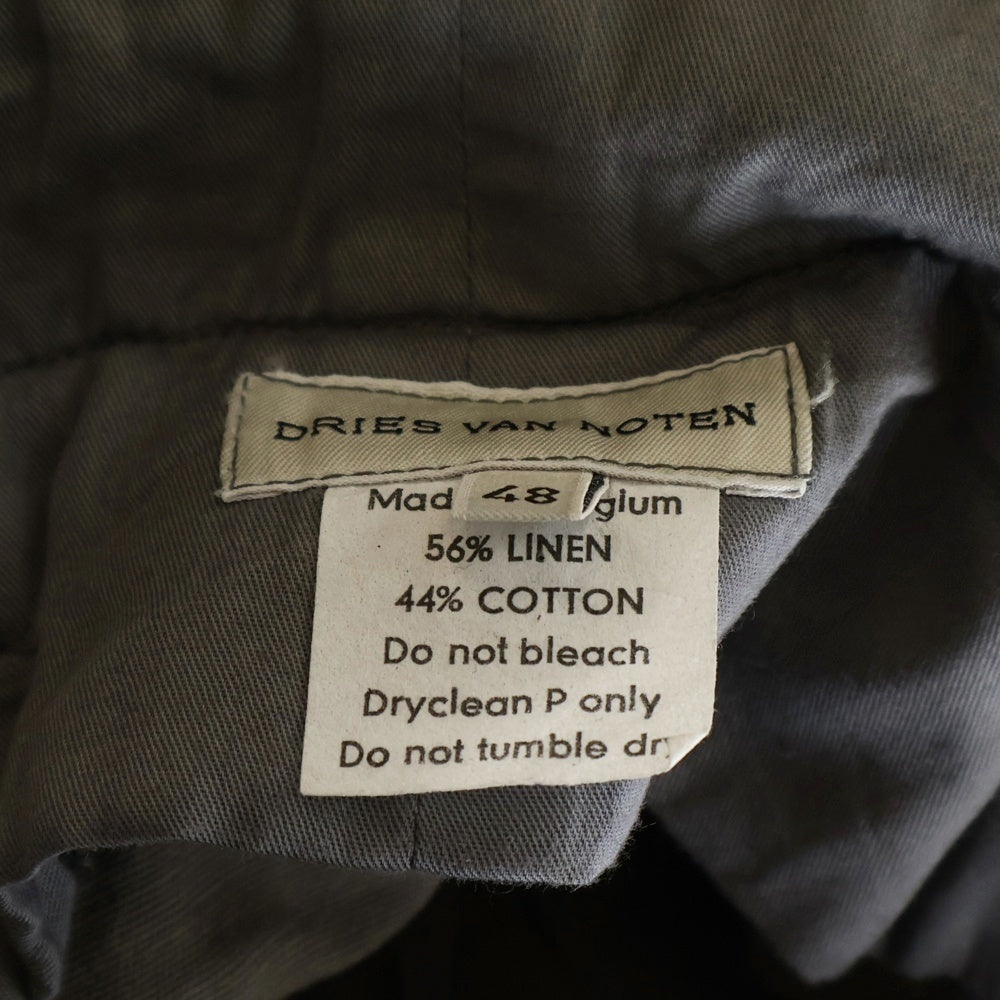 DRIES VAN NOTEN
48
Mad gium
56% LINEN
44% COTTON
Do not bleach
Dryclean P only
Do not tumble dr